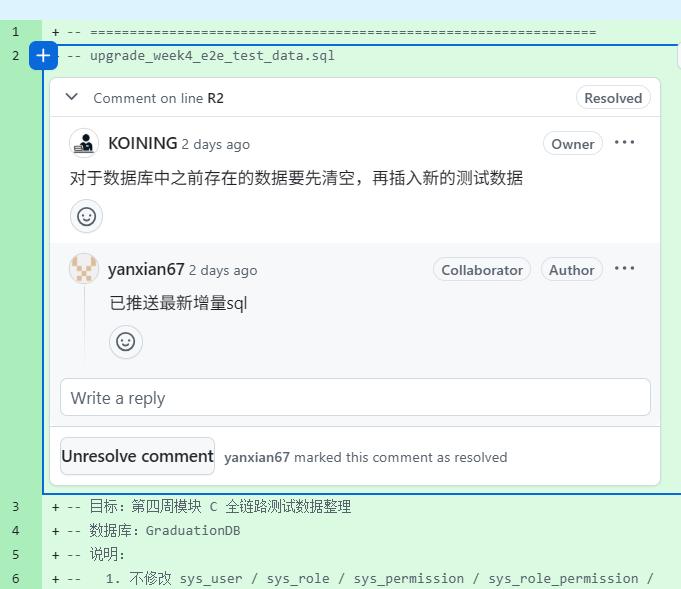 1 + -- ============================================================
2 + -- upgrade_week4_e2e_test_data.sql
Comment on line R2 Resolved
KOINING 2 days ago Owner ...
对于数据库中之前存在的数据要先清空，再插入新的测试数据
yanxian67 2 days ago Collaborator Author ...
已推送最新增量sql
Write a reply
Unresolve comment yanxian67 marked this comment as resolved
3 + -- 目标：第四周模块 C 全链路测试数据整理
4 + -- 数据库：GraduationDB
5 + -- 说明：
6 + -- 1. 不修改 sys_user / sys_role / sys_permission / sys_role_permission /